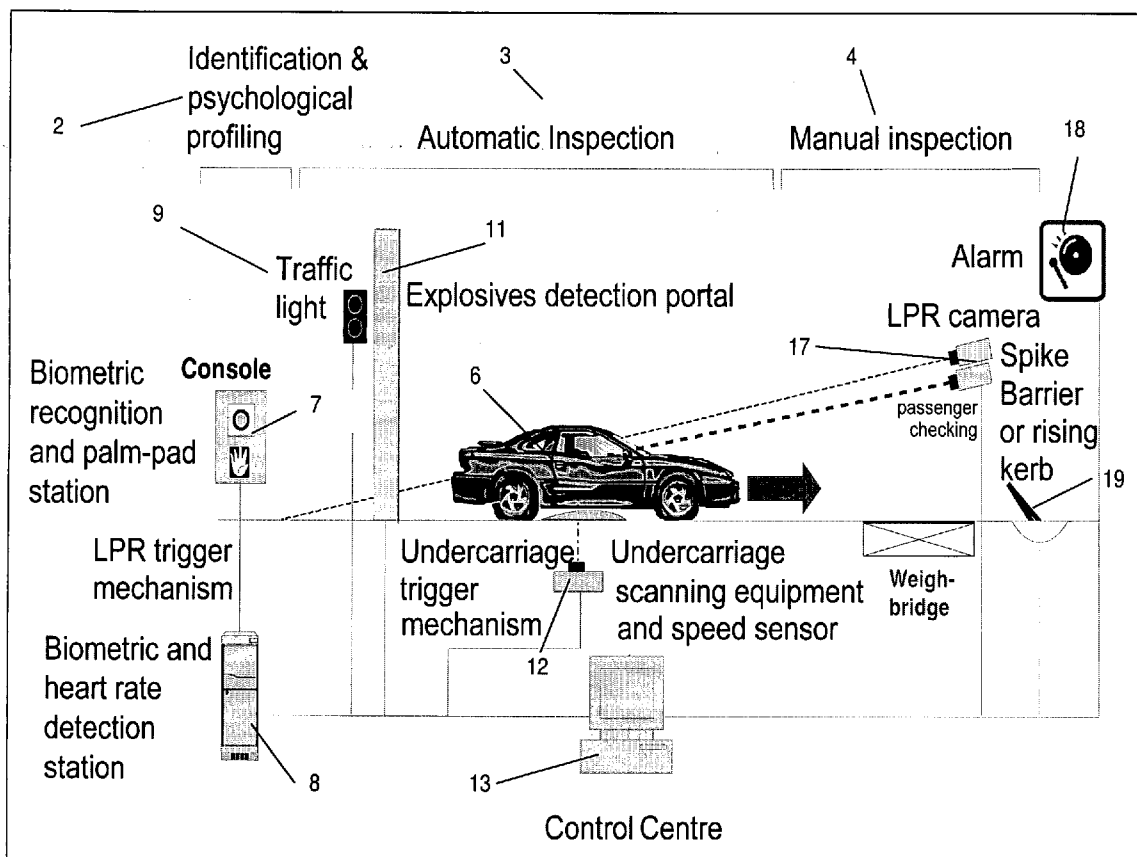 Identification &
psychological
profiling
2
3
Automatic Inspection
4
Manual inspection
18
Alarm
9
Traffic
light
11
Explosives detection portal
LPR camera
17
Spike
Barrier
or rising
kerb
19
passenger
checking
6
Console
7
Biometric
recognition
and palm-pad
station
LPR trigger
mechanism
Undercarriage
trigger
mechanism
12
Undercarriage
scanning equipment
and speed sensor
Weigh-
bridge
Biometric and
heart rate
detection
station
8
13
Control Centre